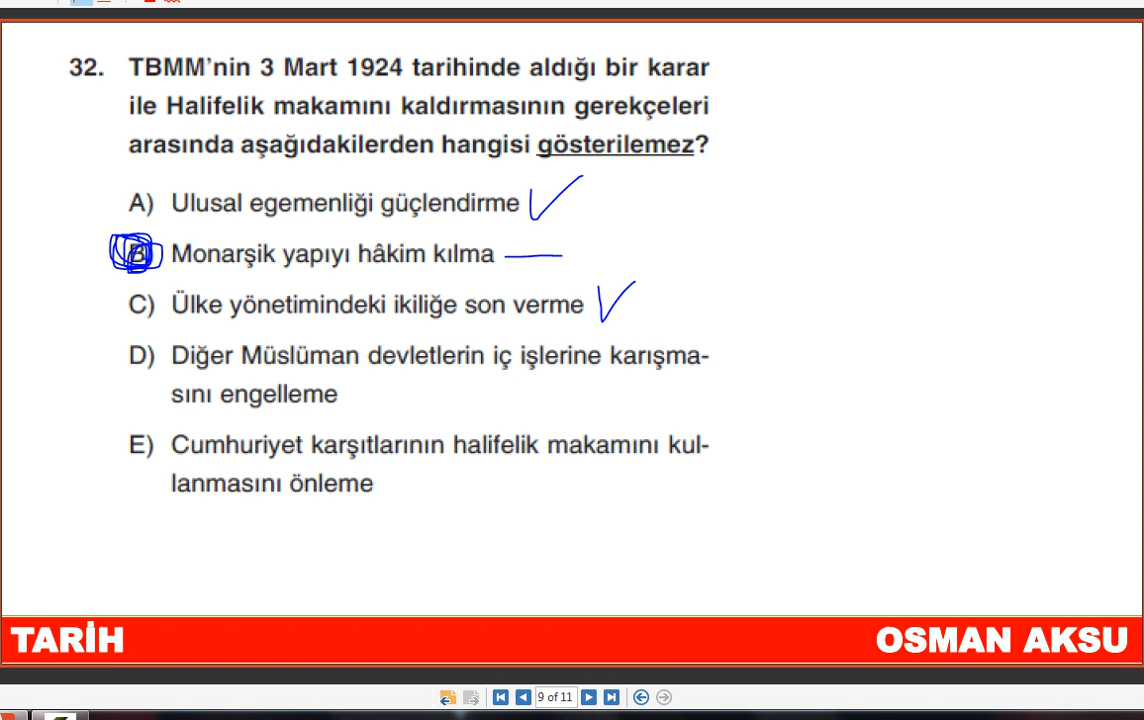 32. TBMM’nin 3 Mart 1924 tarihinde aldığı bir karar
ile Halifelik makamını kaldırmasının gerekçeleri
arasında aşağıdakilerden hangisi gösterilemez?
A) Ulusal egemenliği güçlendirme
B) Monarşik yapıyı hâkim kılma
C) Ülke yönetimindeki ikiliğe son verme
D) Diğer Müslüman devletlerin iç işlerine karışma-
sını engelleme
E) Cumhuriyet karşıtlarının halifelik makamını kul-
lanmasını önleme
TARİH
OSMAN AKSU
9 of 11